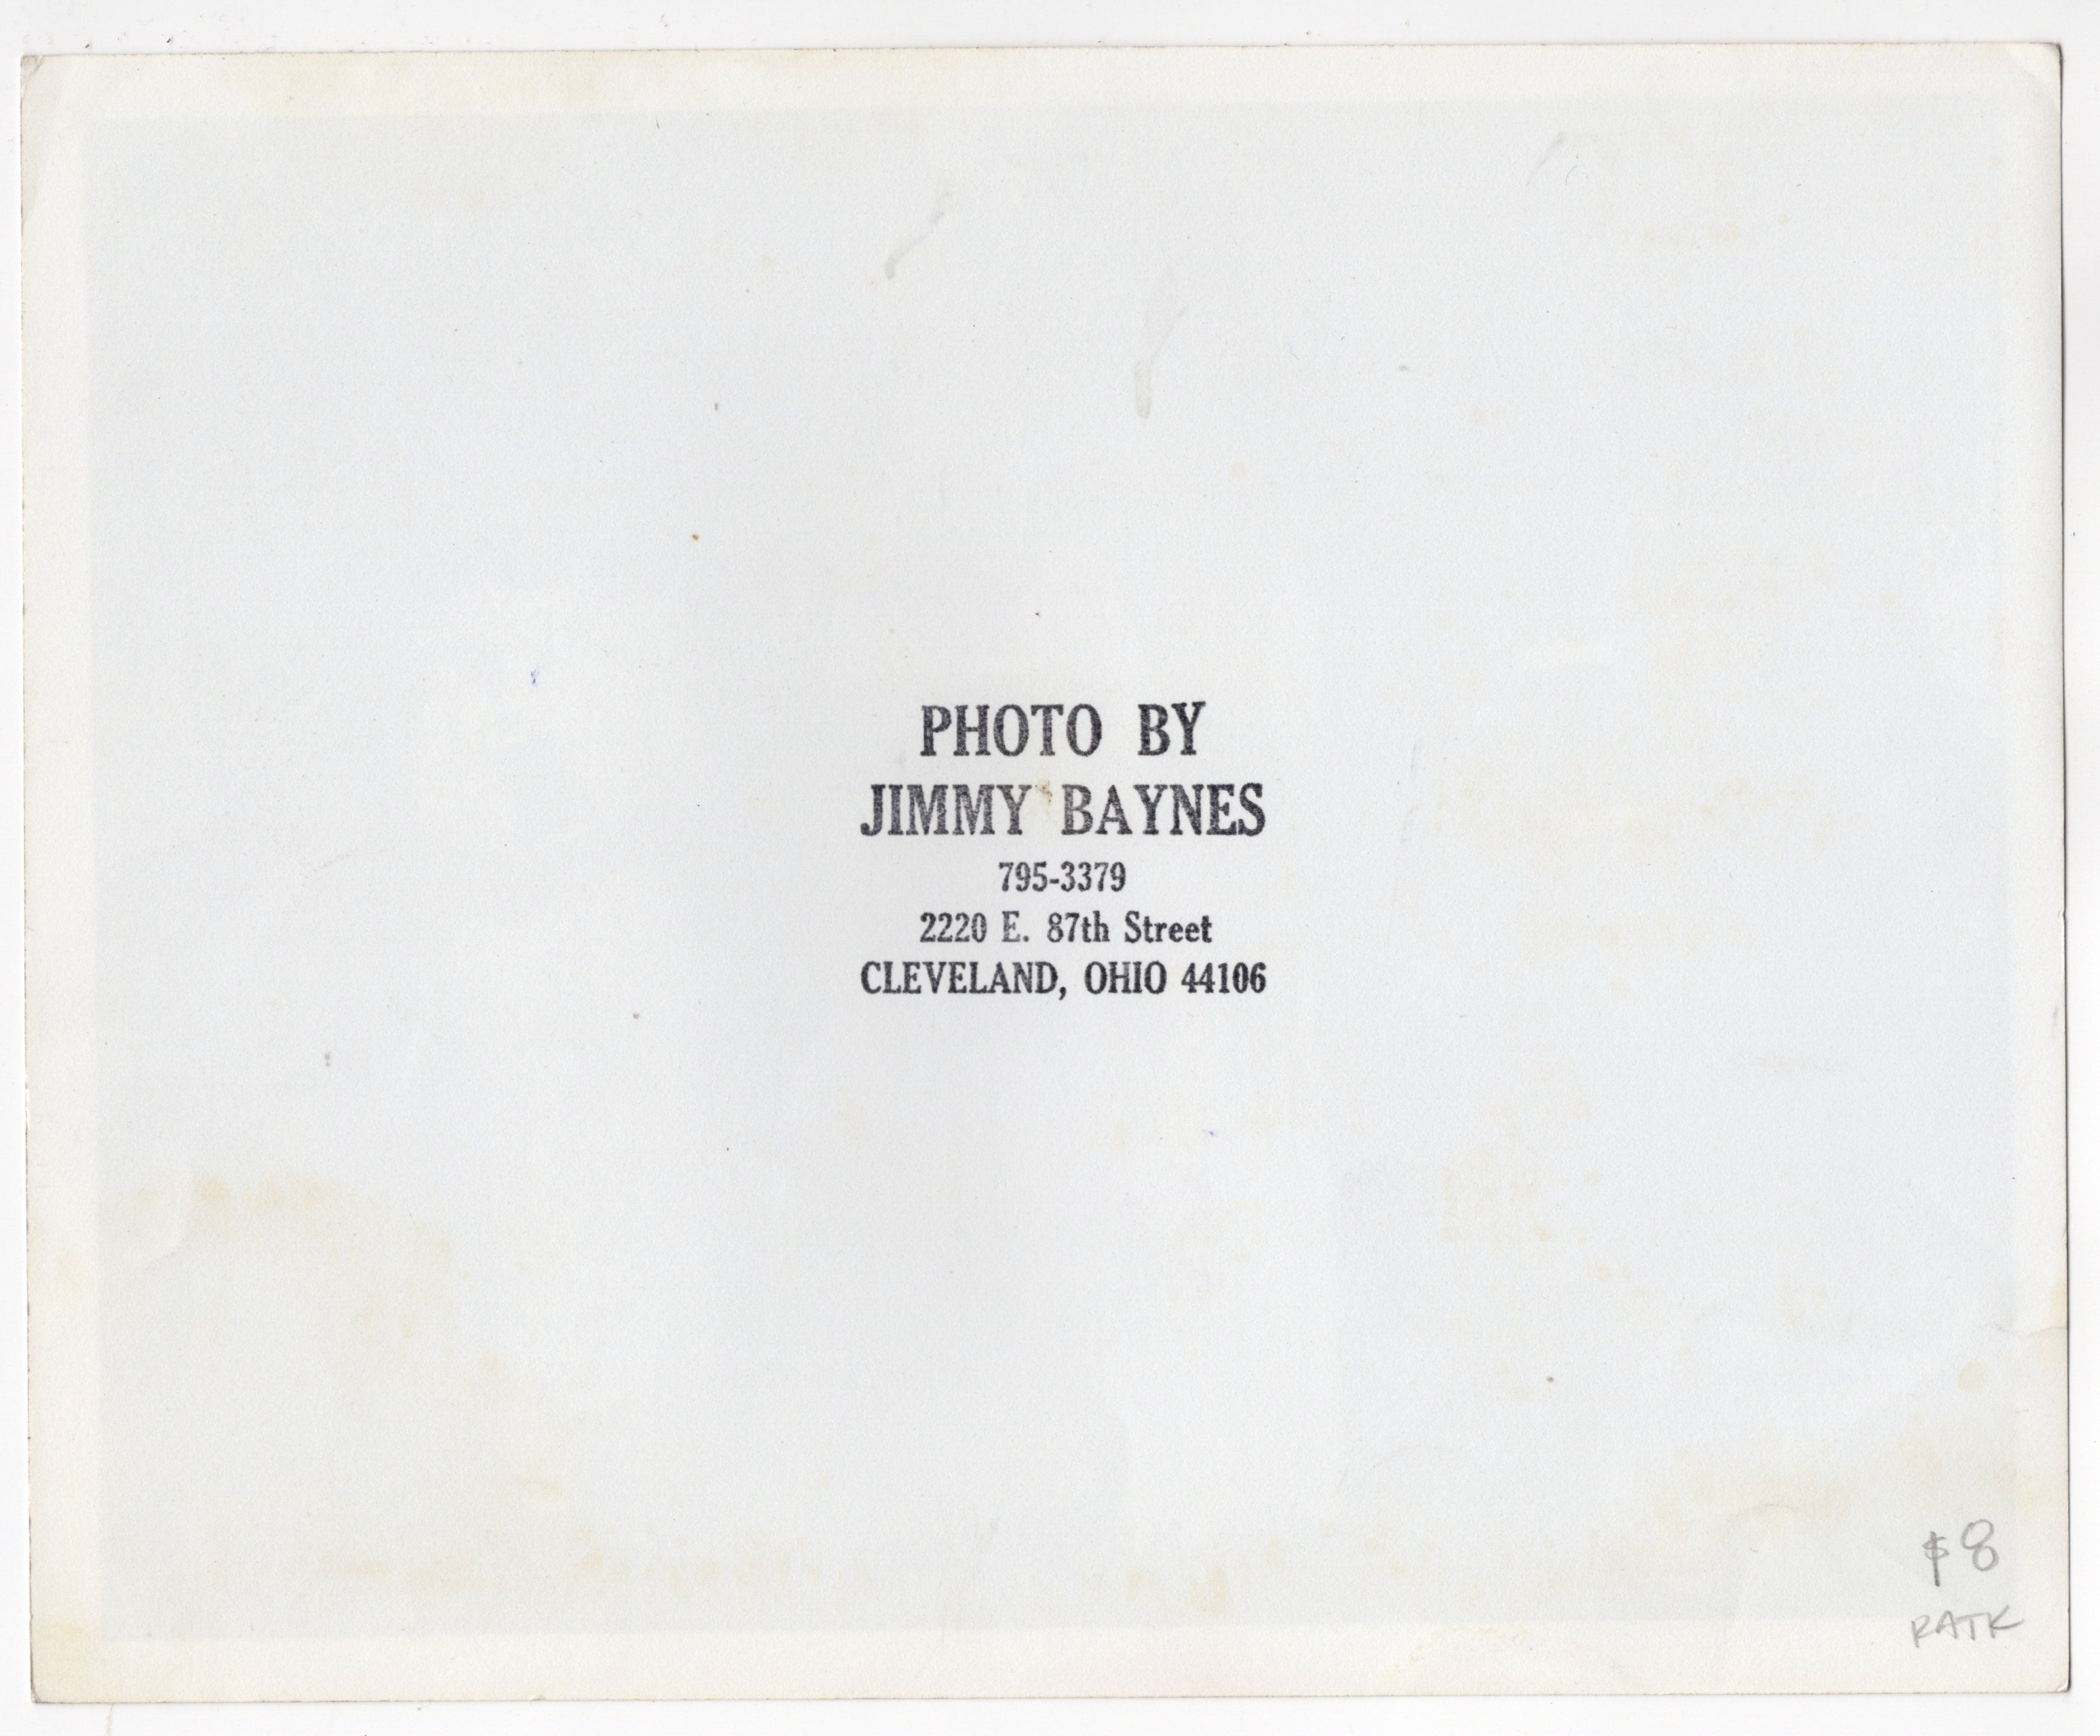 PHOTO BY
JIMMY BAYNES
795-3379
2220 E. 87th Street
CLEVELAND, OHIO 44106
$8
RATK